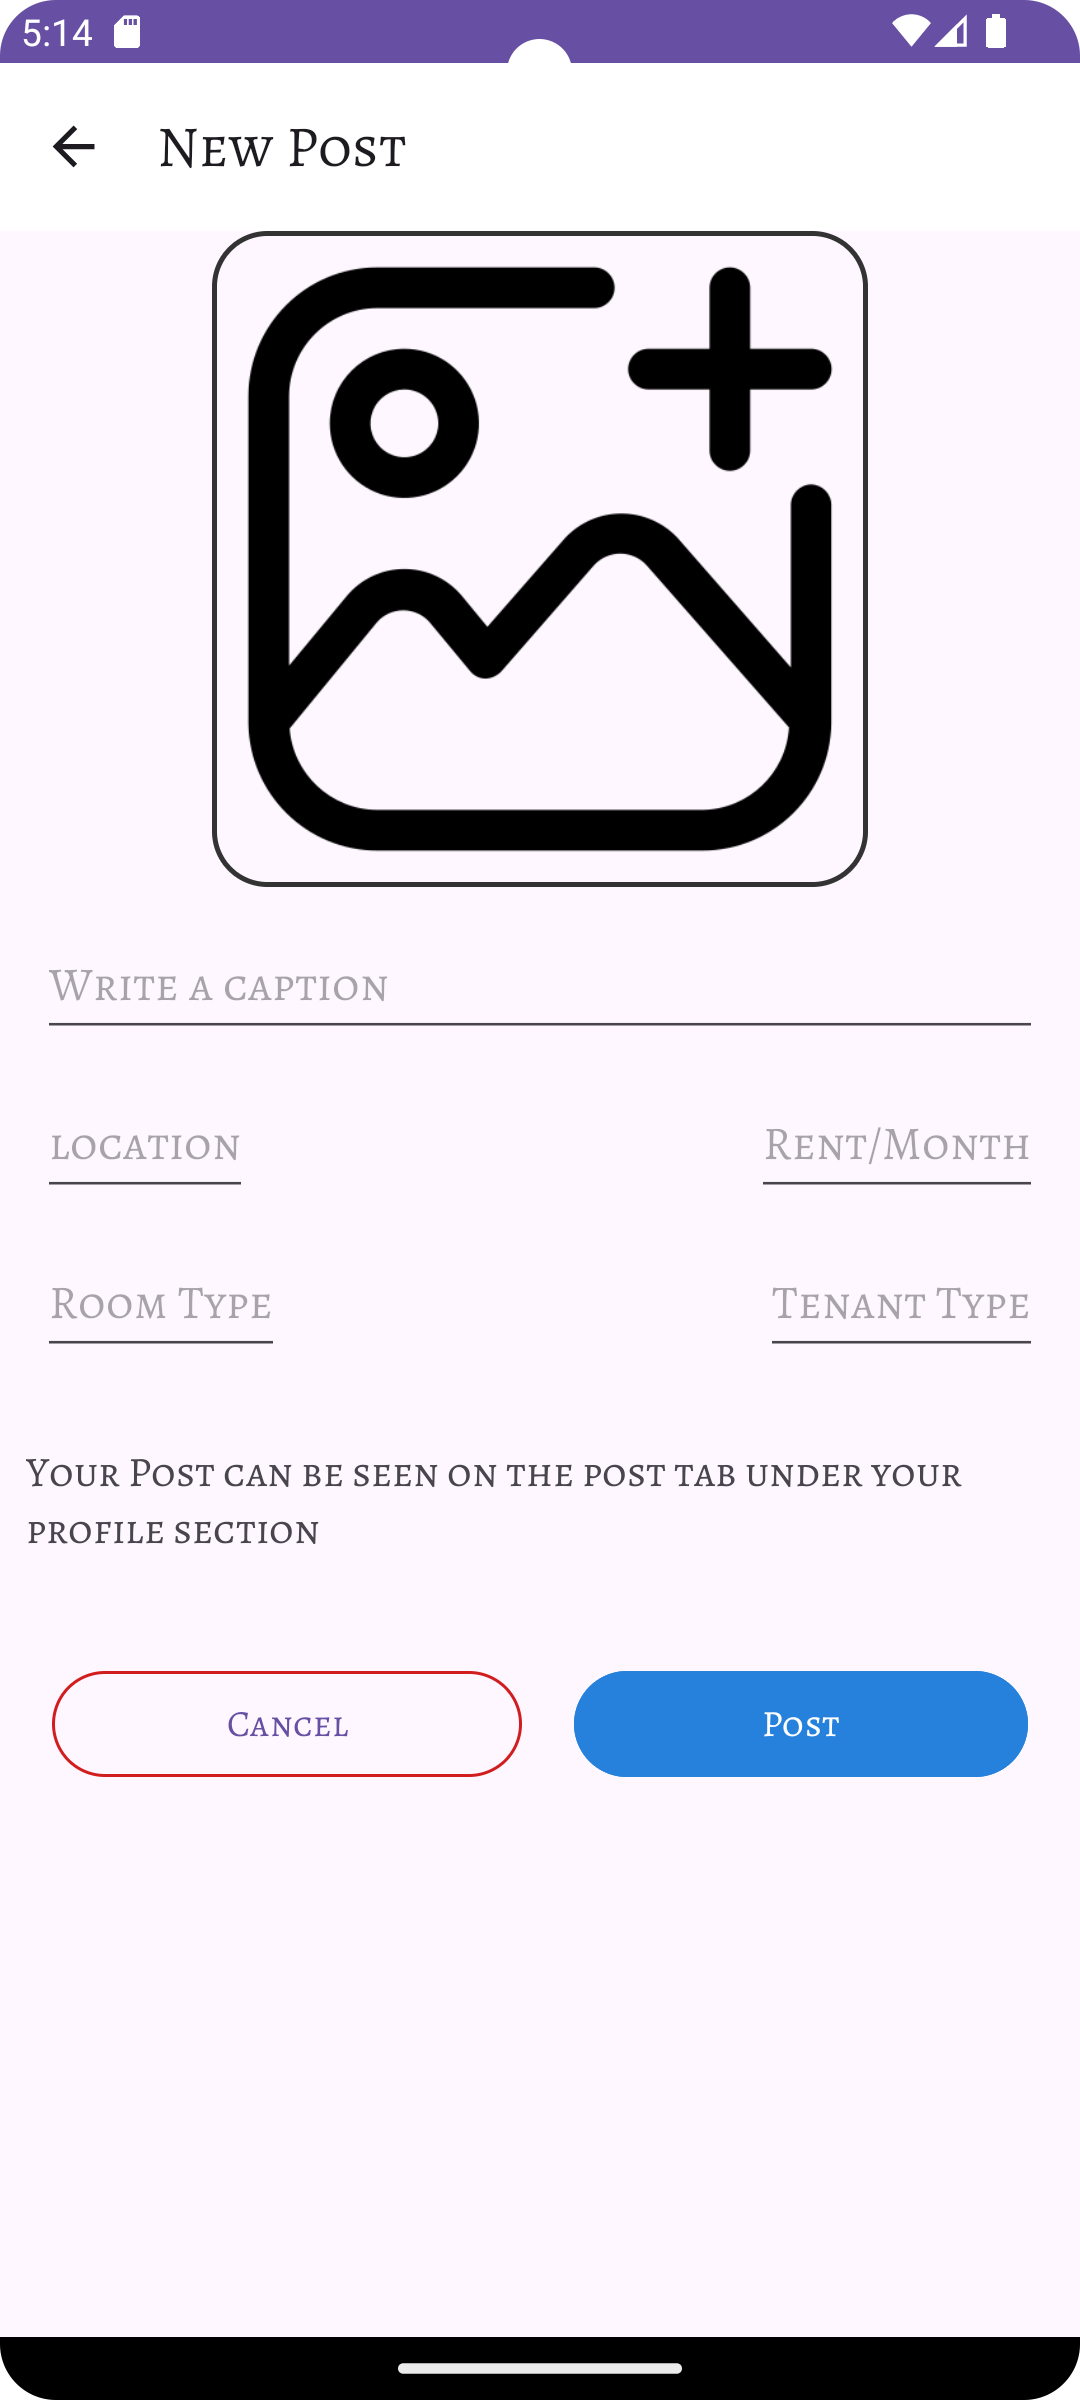 5:14
New Post
Write a caption
location
Rent/Month
Room Type
Tenant Type
Your Post can be seen on the post tab under your
profile section
Cancel
Post